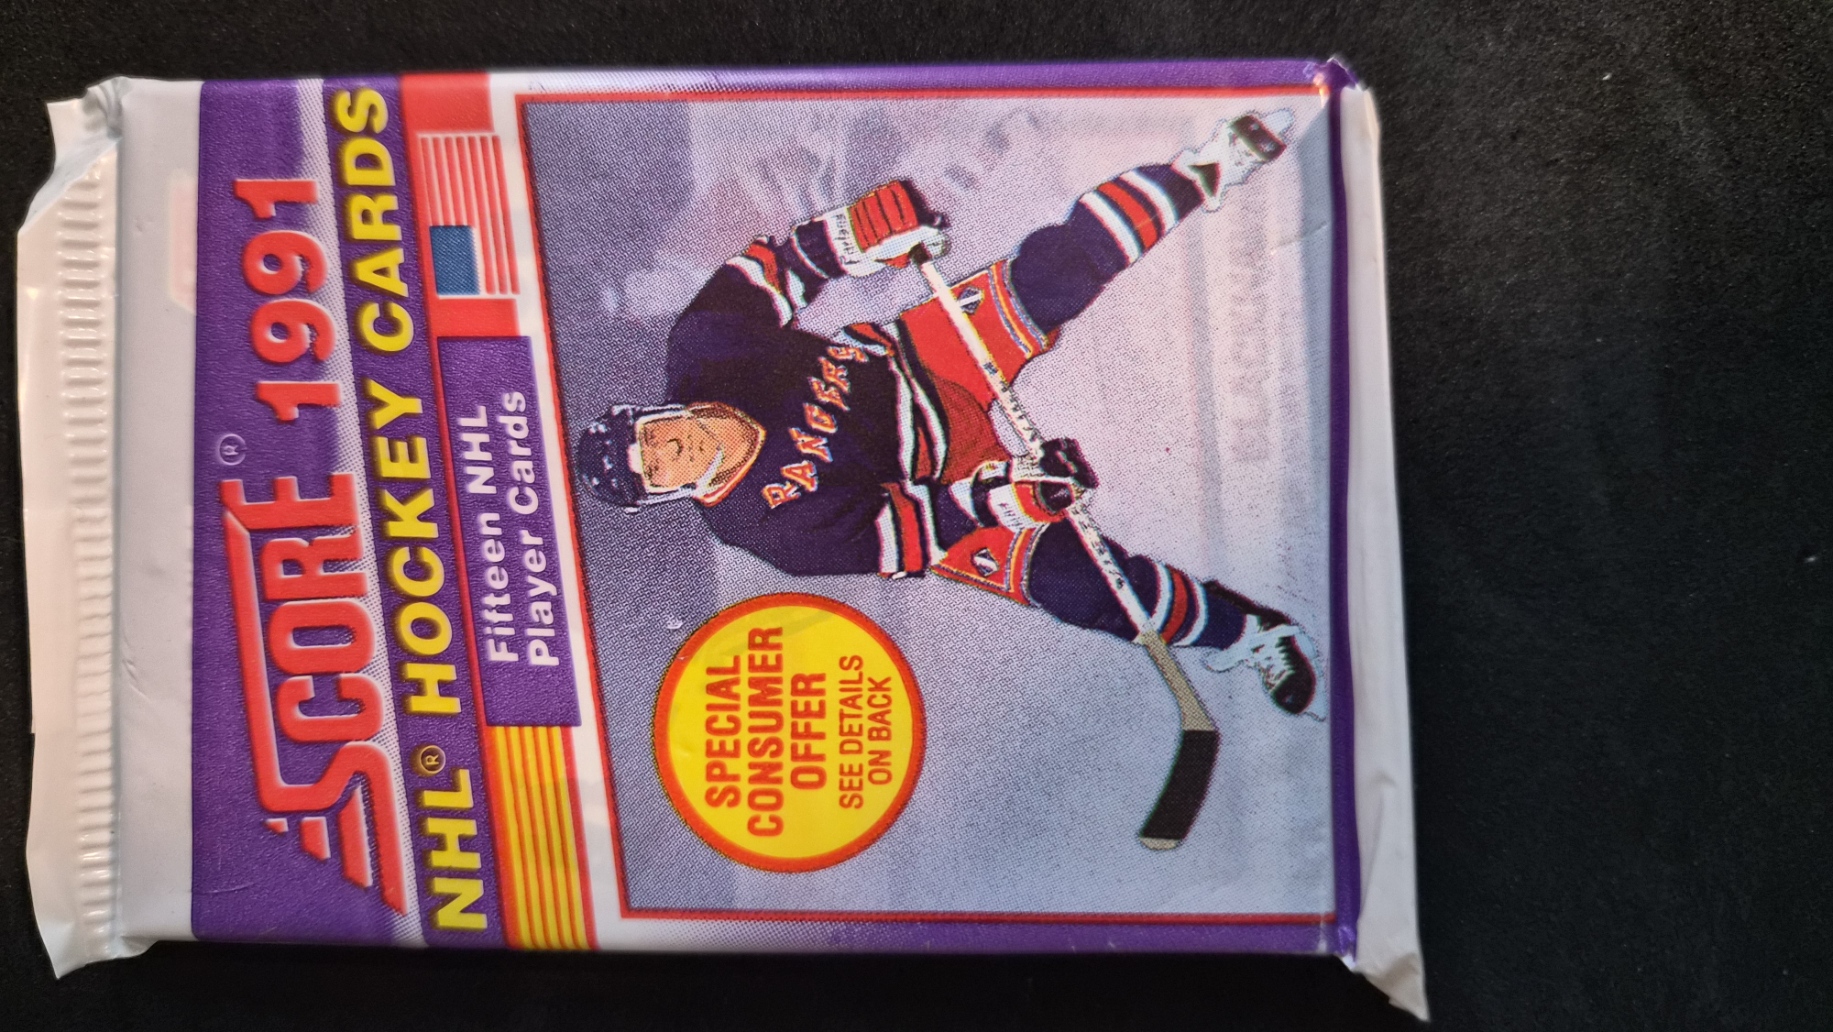 SCORE® 1991
NHL® HOCKEY CARDS
Fifteen NHL
Player Cards
RANGERS
SPECIAL
CONSUMER
OFFER
SEE DETAILS
ON BACK